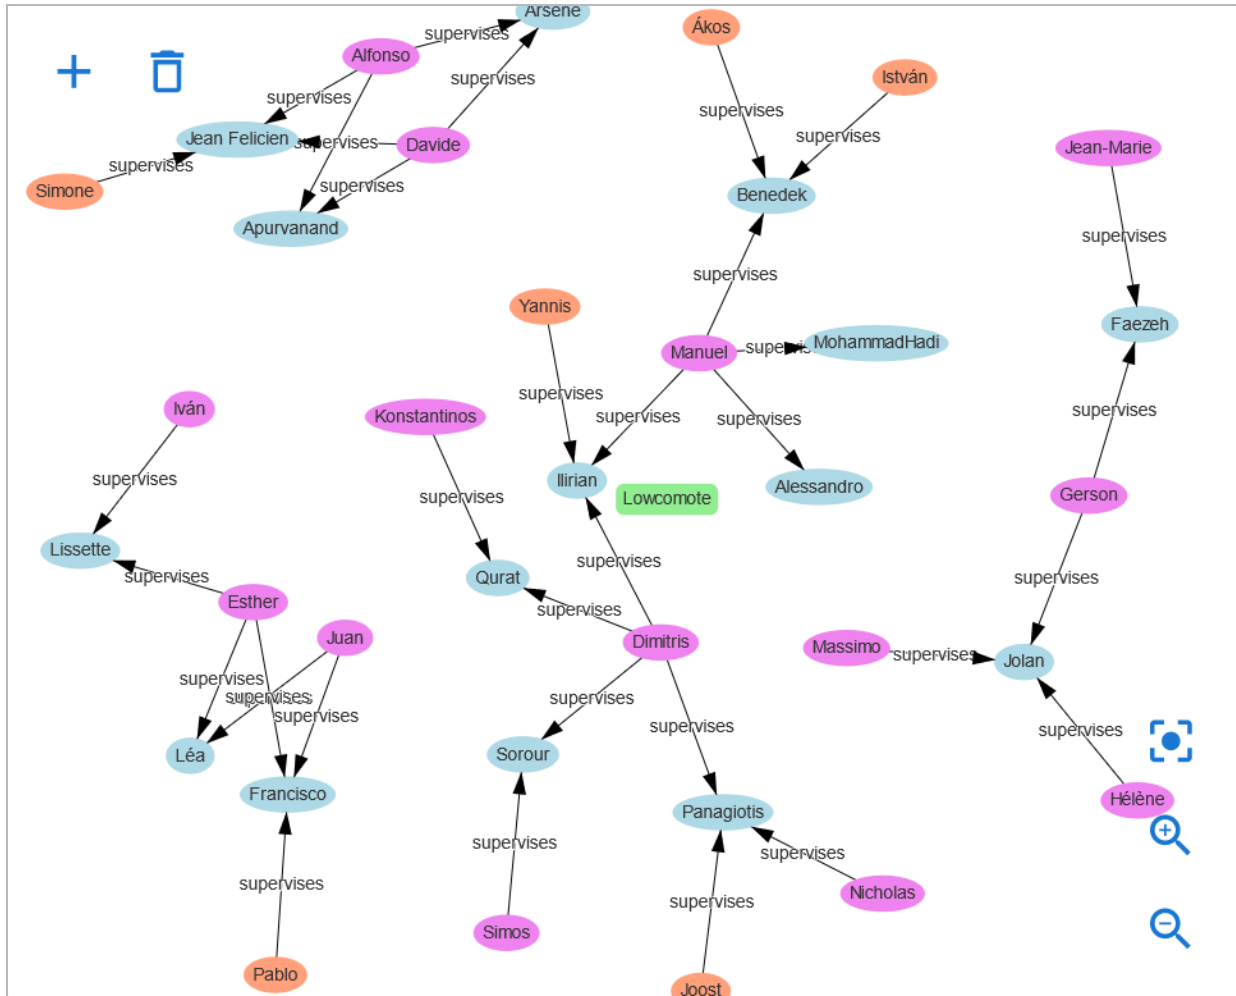 Arsene
supervises
Alfonso
Ákos
István
supervises
supervises
supervises
supervises
Jean Felicien
supervises
Davide
supervises
Jean-Marie
supervises
Simone
supervises
Benedek
Apurvanand
supervises
supervises
Yannis
Faezeh
Manuel
supervises
MohammadHadi
supervises
Iván
Konstantinos
supervises
supervises
supervises
supervises
supervises
Ilirian
Alessandro
Gerson
Lowcomote
Lissette
supervises
Qurat
supervises
supervises
Esther
supervises
Juan
Dimitris
Massimo
supervises
Jolan
supervises
supervises
supervises
supervises
supervises
supervises
Léa
Sorour
Francisco
Panagiotis
Hélène
supervises
supervises
supervises
Nicholas
supervises
Simos
Pablo
Joost